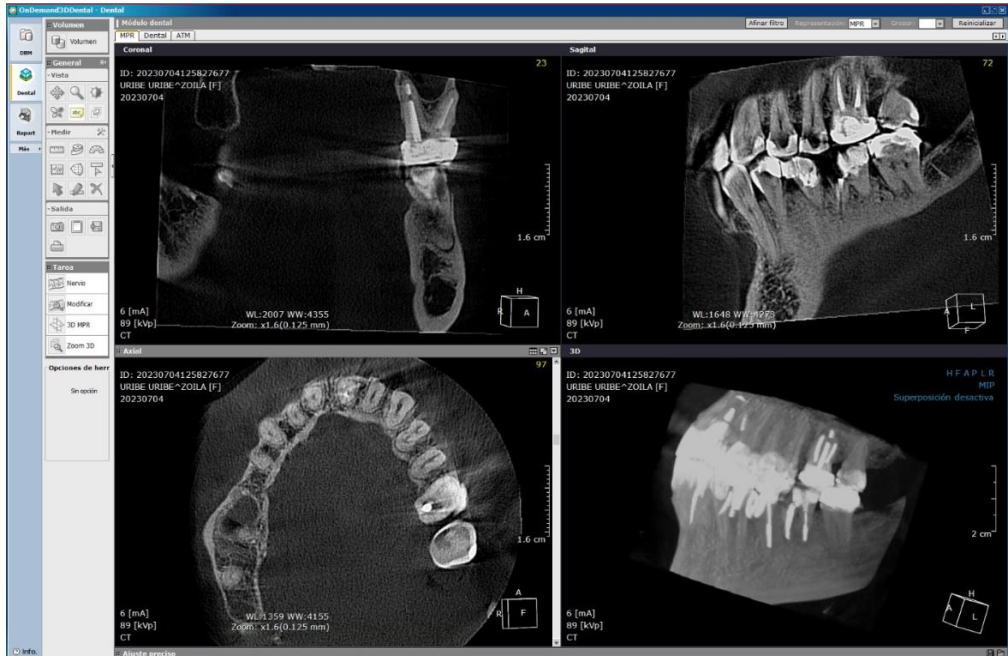 OnDemand3DDental - Dental
DBM
Dental
Report
Más
Volumen
Volumen
General
Vista
Medir
Salida
Tarea
Nervio
Modificar
3D MPR
Zoom 3D
Opciones de herr
Sin opción
Info.
Módulo dental
Afinar filtro
Representación: MPR
Grosor:
Reinicializar
MPR Dental ATM
Coronal
23
ID: 20230704125827677
URIBE URIBE^ZOILA [F]
20230704
1.6 cm
6 [mA]
89 [kVp]
CT
WL:2007 WW:4355
Zoom: x1.6(0.125 mm)
H
R A
Sagital
72
ID: 20230704125827677
URIBE URIBE^ZOILA [F]
20230704
1.6 cm
6 [mA]
89 [kVp]
CT
WL:1648 WW:4273
Zoom: x1.6(0.125 mm)
A L
F
Axial
97
ID: 20230704125827677
URIBE URIBE^ZOILA [F]
20230704
1.6 cm
6 [mA]
89 [kVp]
CT
WL:1359 WW:4155
Zoom: x1.6(0.125 mm)
A
R F
3D
H F A P L R
MIP
Superposición desactiva
ID: 20230704125827677
URIBE URIBE^ZOILA [F]
20230704
2 cm
6 [mA]
89 [kVp]
CT
H
A L
Ajuste preciso